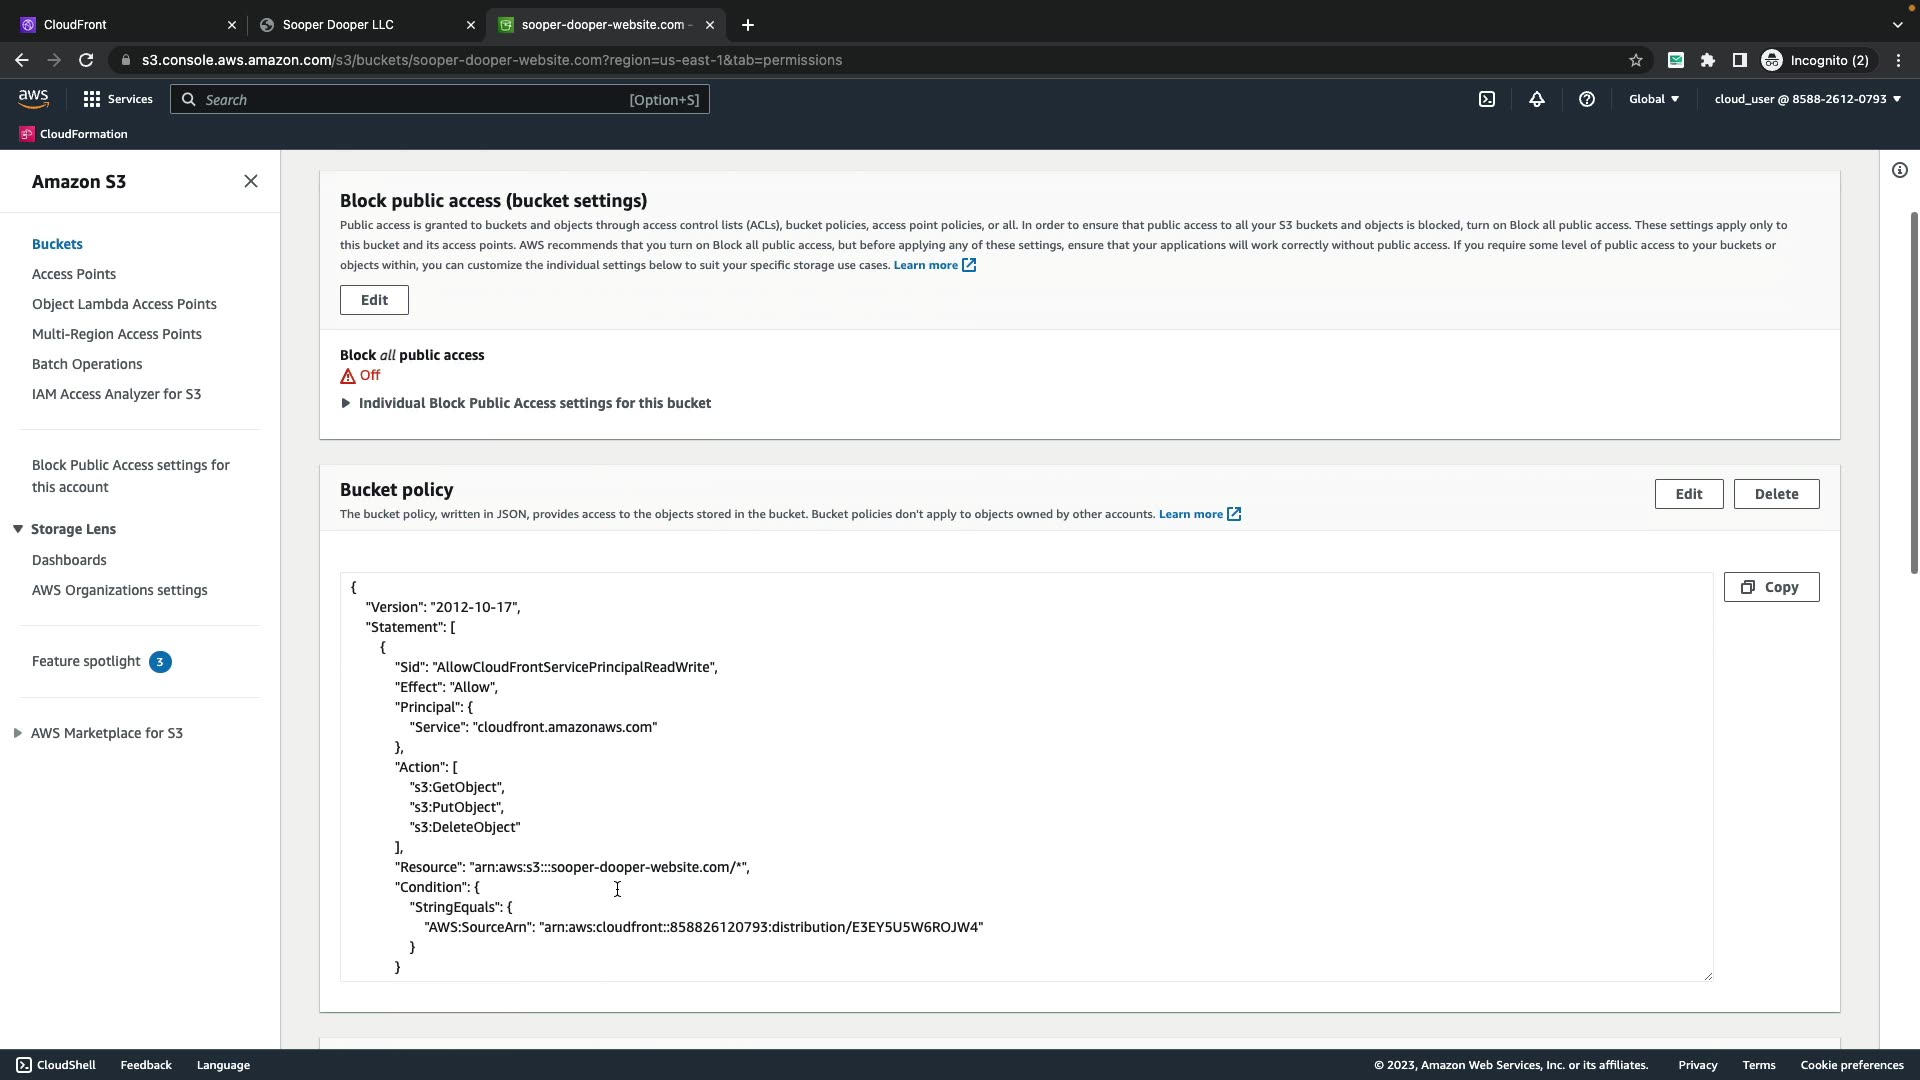 CloudFront
Sooper Dooper LLC
sooper-dooper-website.com -
s3.console.aws.amazon.com/s3/buckets/sooper-dooper-website.com?region=us-east-1&tab=permissions
Incognito (2)
aws
Services
Search
[Option+S]
Global
cloud_user @ 8588-2612-0793
CloudFormation
Amazon S3
Buckets
Access Points
Object Lambda Access Points
Multi-Region Access Points
Batch Operations
IAM Access Analyzer for S3
Block Public Access settings for
this account
Storage Lens
Dashboards
AWS Organizations settings
Feature spotlight 3
AWS Marketplace for S3
Block public access (bucket settings)
Public access is granted to buckets and objects through access control lists (ACLs), bucket policies, access point policies, or all. In order to ensure that public access to all your S3 buckets and objects is blocked, turn on Block all public access. These settings apply only to
this bucket and its access points. AWS recommends that you turn on Block all public access, but before applying any of these settings, ensure that your applications will work correctly without public access. If you require some level of public access to your buckets or
objects within, you can customize the individual settings below to suit your specific storage use cases. Learn more
Edit
Block all public access
Off
Individual Block Public Access settings for this bucket
Bucket policy
Edit
Delete
The bucket policy, written in JSON, provides access to the objects stored in the bucket. Bucket policies don't apply to objects owned by other accounts. Learn more
Copy
{
"Version": "2012-10-17",
"Statement": [
{
"Sid": "AllowCloudFrontServicePrincipalReadWrite",
"Effect": "Allow",
"Principal": {
"Service": "cloudfront.amazonaws.com"
},
"Action": [
"s3:GetObject",
"s3:PutObject",
"s3:DeleteObject"
],
"Resource": "arn:aws:s3:::sooper-dooper-website.com/*",
"Condition": {
"StringEquals": {
"AWS:SourceArn": "arn:aws:cloudfront::858826120793:distribution/E3EY5U5W6ROJW4"
}
}
CloudShell
Feedback
Language
© 2023, Amazon Web Services, Inc. or its affiliates.
Privacy
Terms
Cookie preferences